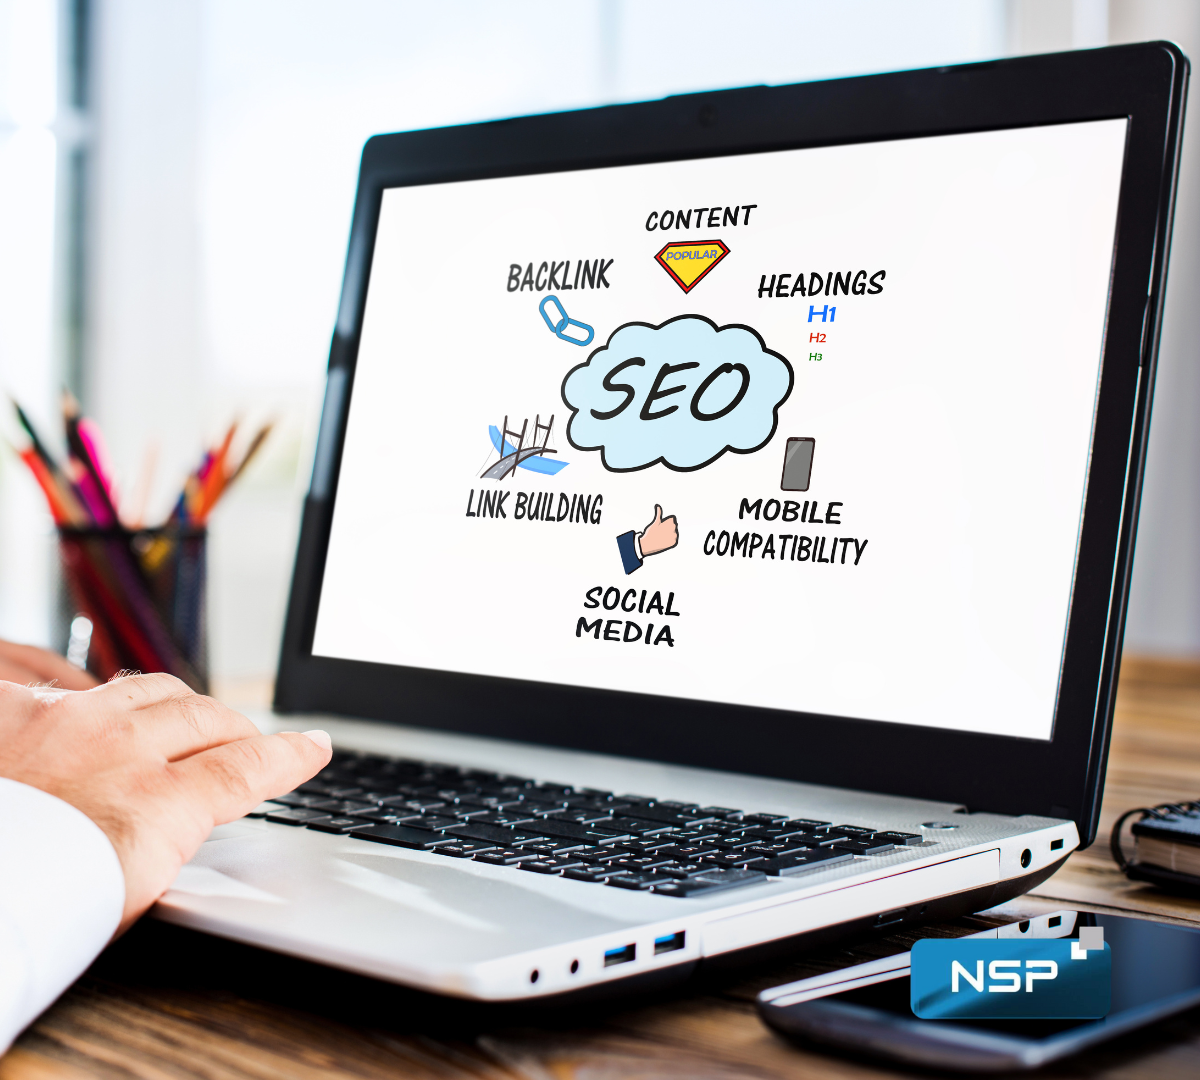 CONTENT
POPULAR
BACKLINK
HEADINGS
H1
H2
H3
SEO
LINK BUILDING
MOBILE
COMPATIBILITY
SOCIAL
MEDIA
NSP